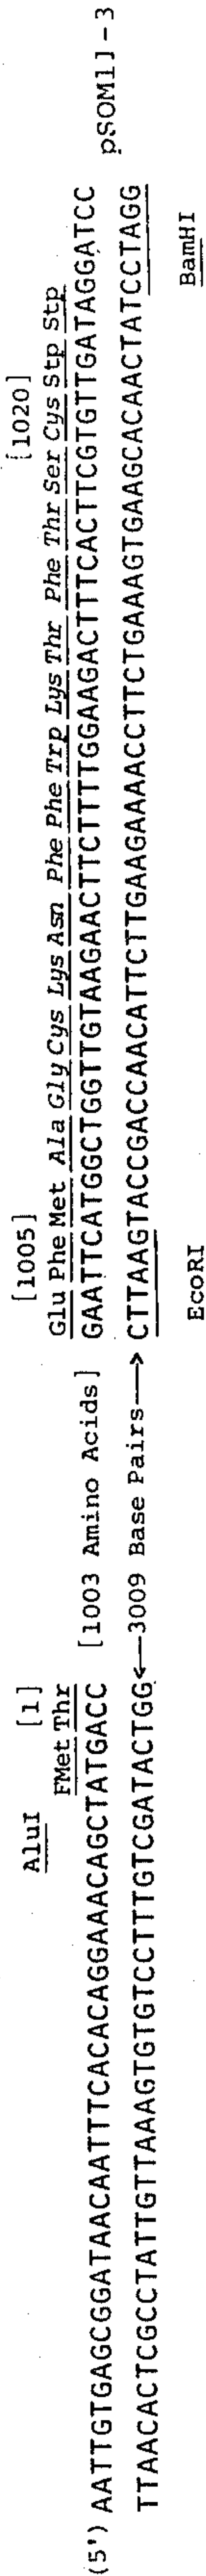 AluI [1] [1005] [1020]
FMet Thr Glu Phe Met Ala Gly Cys Lys Asn Phe Phe Trp Lys Thr Phe Thr Ser Cys Stp Stp
(5') AATTGTGAGCGGATAACAATTTCACACAGGAAACAGCTATGACC [1003 Amino Acids] GAATTCATGGCTGGTTGTAAGAACTTCTTTTGGAAGACTTTCACTTCGTGTTGATAGGATCC pSOM11-3
TTAACACTCGCCTATTGTTAAAGTGTGTCCTTTGTCGATACTGG←3009 Base Pairs→ CTTAAGTACCGACCAACATTCTTGAAGAAAACCTTCTGAAAGTGAAGCACAACTATCCTAGG
EcoRI BamHI